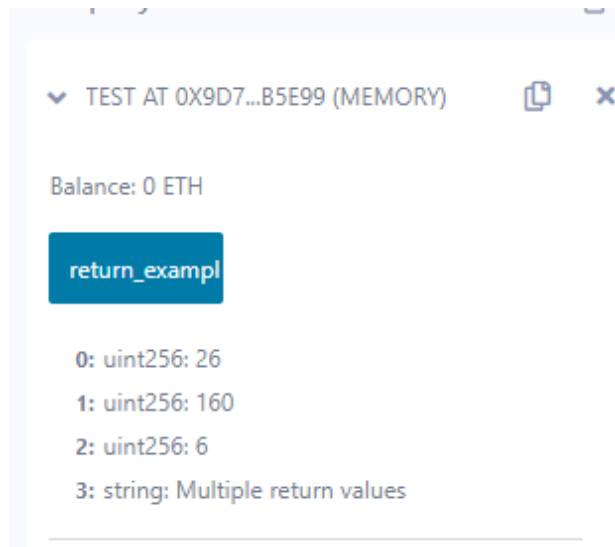 TEST AT 0X9D7...B5E99 (MEMORY)
Balance: 0 ETH
return_exampl
0: uint256: 26
1: uint256: 160
2: uint256: 6
3: string: Multiple return values